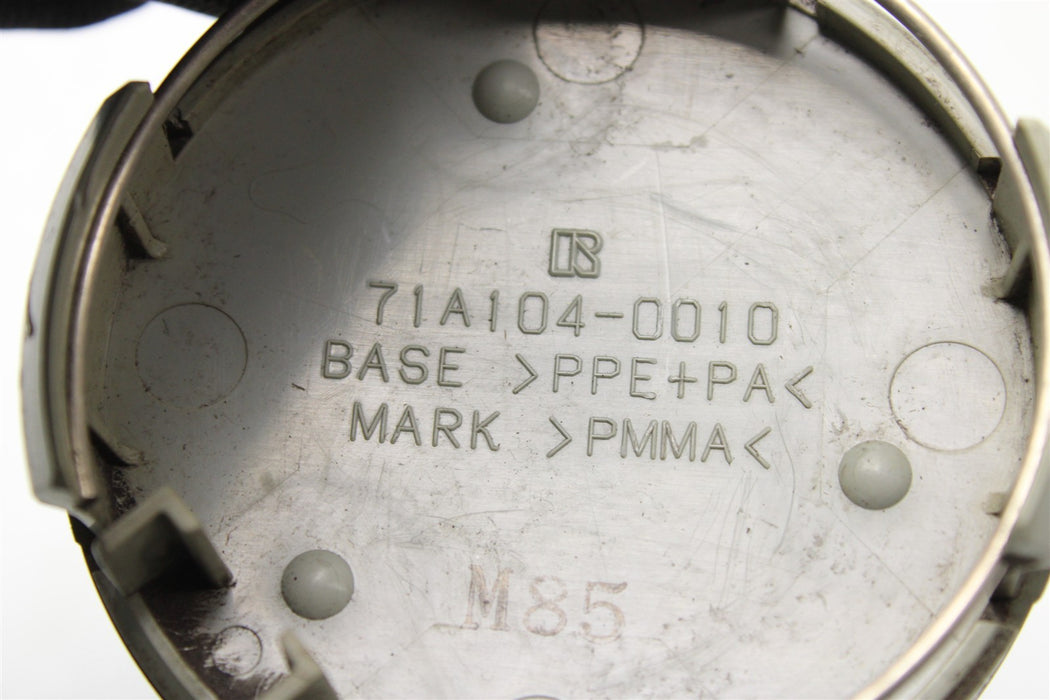 R
71A104-0010
BASE >PPE+PA<
MARK >PMMA<
M85